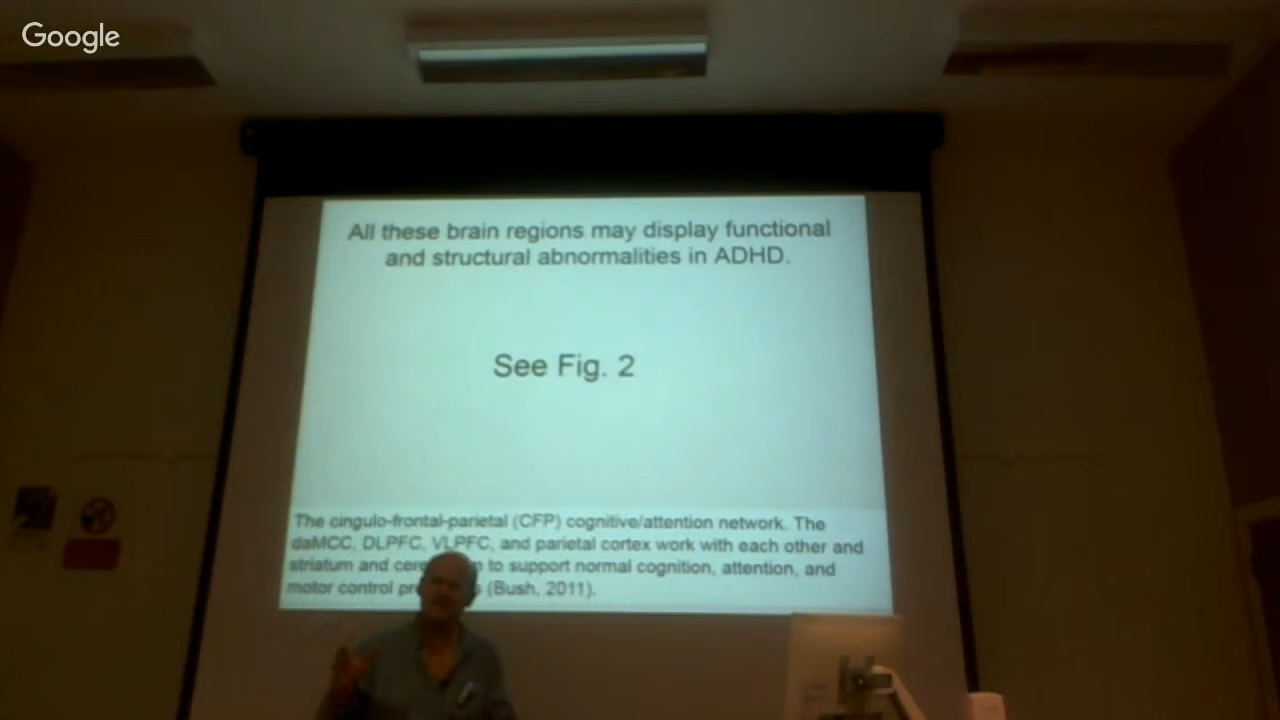 Google
All these brain regions may display functional
and structural abnormalities in ADHD.
See Fig. 2
The cingulo-frontal-parietal (CFP) cognitive/attention network. The
daMCC, DLPFC, VLPFC, and parietal cortex work with each other and
striatum and to support normal cognition, attention, and
motor control (Bush, 2011).